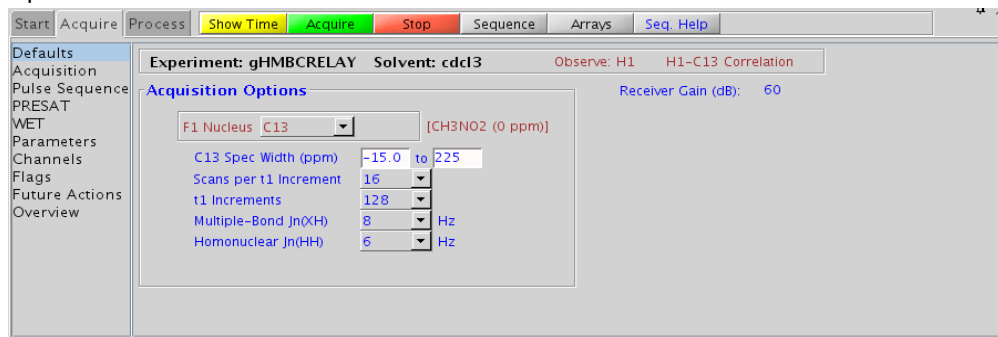 Start Acquire Process Show Time Acquire Stop Sequence Arrays Seq. Help
Defaults
Acquisition
Pulse Sequence
PRESAT
WET
Parameters
Channels
Flags
Future Actions
Overview
Experiment: gHMBCRELAY Solvent: cdcl3 Observe: H1 H1-C13 Correlation
Acquisition Options
Receiver Gain (dB): 60
F1 Nucleus C13 [CH3NO2 (0 ppm)]
C13 Spec Width (ppm) -15.0 to 225
Scans per t1 Increment 16
t1 Increments 128
Multiple-Bond Jn(XH) 8 Hz
Homonuclear Jn(HH) 6 Hz